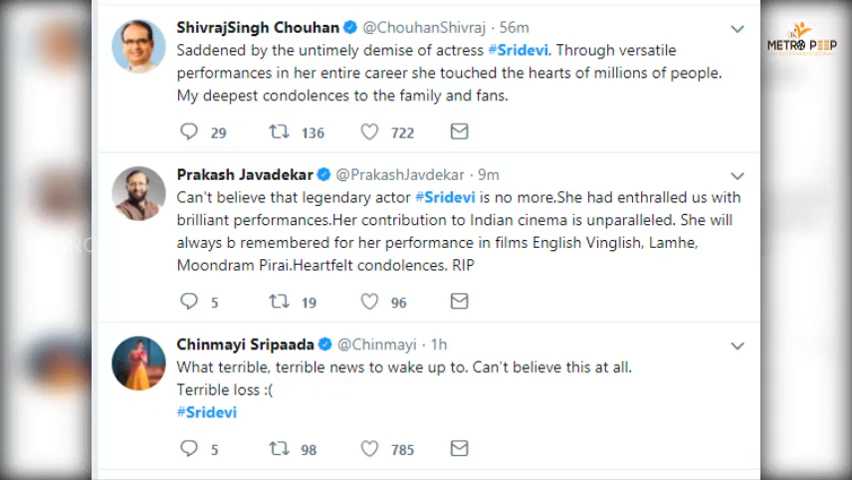 ShivrajSingh Chouhan @ChouhanShivraj · 56m
Saddened by the untimely demise of actress #Sridevi. Through versatile
performances in her entire career she touched the hearts of millions of people.
My deepest condolences to the family and fans.
29 136 722
Prakash Javadekar @PrakashJavdekar · 9m
Can't believe that legendary actor #Sridevi is no more.She had enthralled us with
brilliant performances.Her contribution to Indian cinema is unparalleled. She will
always b remembered for her performance in films English Vinglish, Lamhe,
Moondram Pirai.Heartfelt condolences. RIP
5 19 96
Chinmayi Sripaada @Chinmayi · 1h
What terrible, terrible news to wake up to. Can't believe this at all.
Terrible loss :(
#Sridevi
5 98 785
METRO PEEP